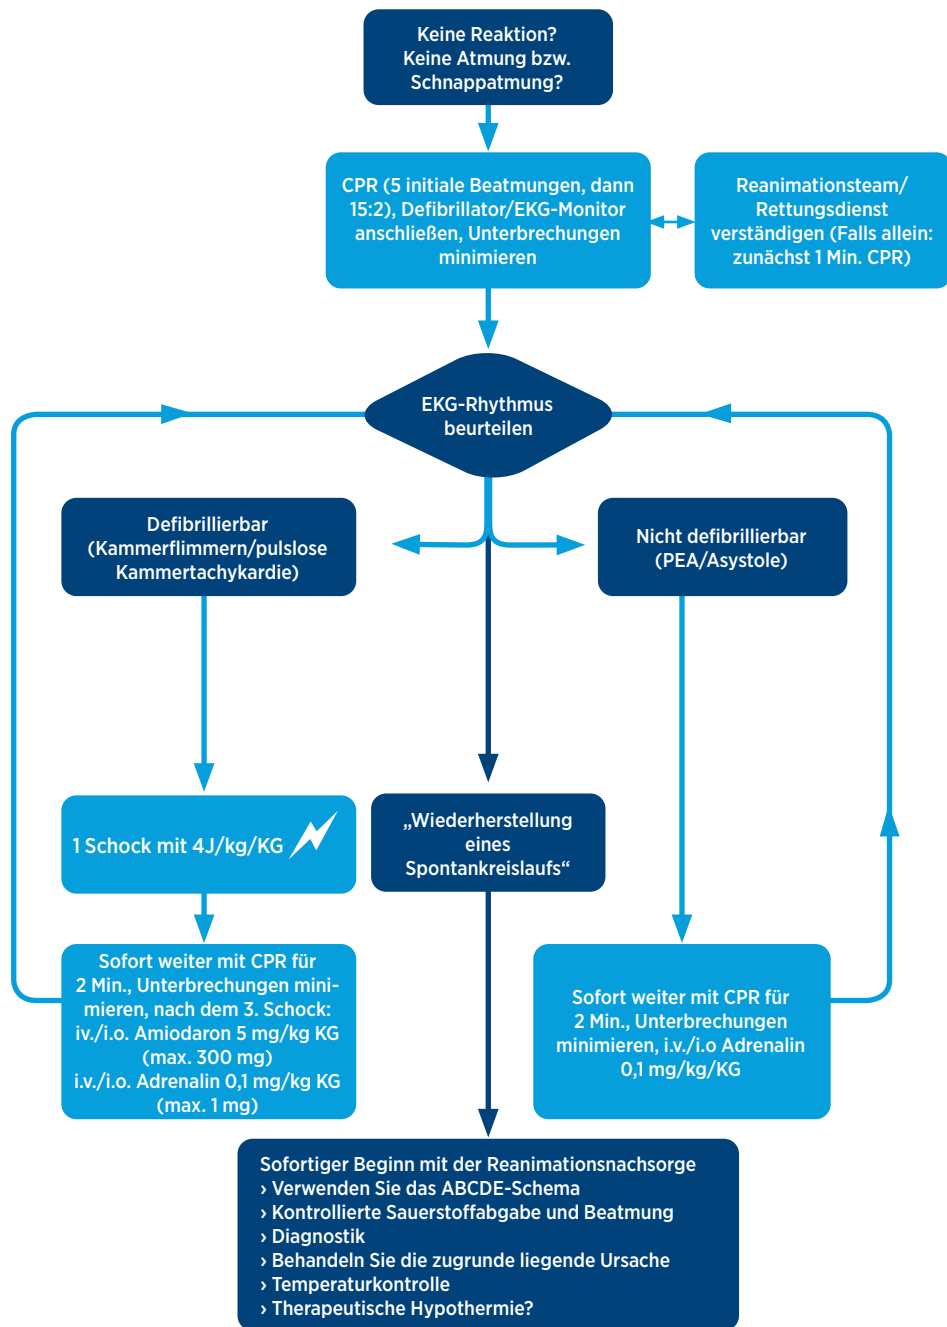 Keine Reaktion?
Keine Atmung bzw.
Schnappatmung?
CPR (5 initiale Beatmungen, dann
15:2), Defibrillator/EKG-Monitor
anschließen, Unterbrechungen
minimieren
Reanimationsteam/
Rettungsdienst
verständigen (Falls allein:
zunächst 1 Min. CPR)
EKG-Rhythmus
beurteilen
Defibrillierbar
(Kammerflimmern/pulslose
Kammertachykardie)
Nicht defibrillierbar
(PEA/Asystole)
1 Schock mit 4J/kg/KG
„Wiederherstellung
eines
Spontankreislaufs“
Sofort weiter mit CPR für
2 Min., Unterbrechungen mini-
mieren, nach dem 3. Schock:
iv./i.o. Amiodaron 5 mg/kg KG
(max. 300 mg)
i.v./i.o. Adrenalin 0,1 mg/kg KG
(max. 1 mg)
Sofort weiter mit CPR für
2 Min., Unterbrechungen
minimieren, i.v./i.o Adrenalin
0,1 mg/kg/KG
Sofortiger Beginn mit der Reanimationsnachsorge
› Verwenden Sie das ABCDE-Schema
› Kontrollierte Sauerstoffabgabe und Beatmung
› Diagnostik
› Behandeln Sie die zugrunde liegende Ursache
› Temperaturkontrolle
› Therapeutische Hypothermie?